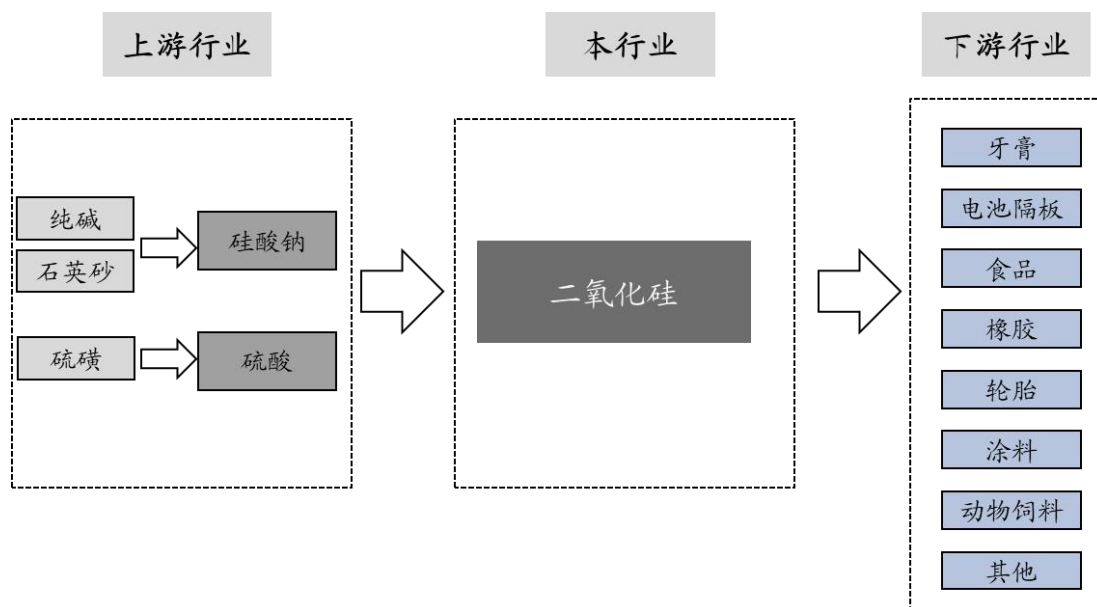 上游行业
本行业
下游行业
纯碱
石英砂
硅酸钠
硫磺
硫酸
二氧化硅
牙膏
电池隔板
食品
橡胶
轮胎
涂料
动物饲料
其他